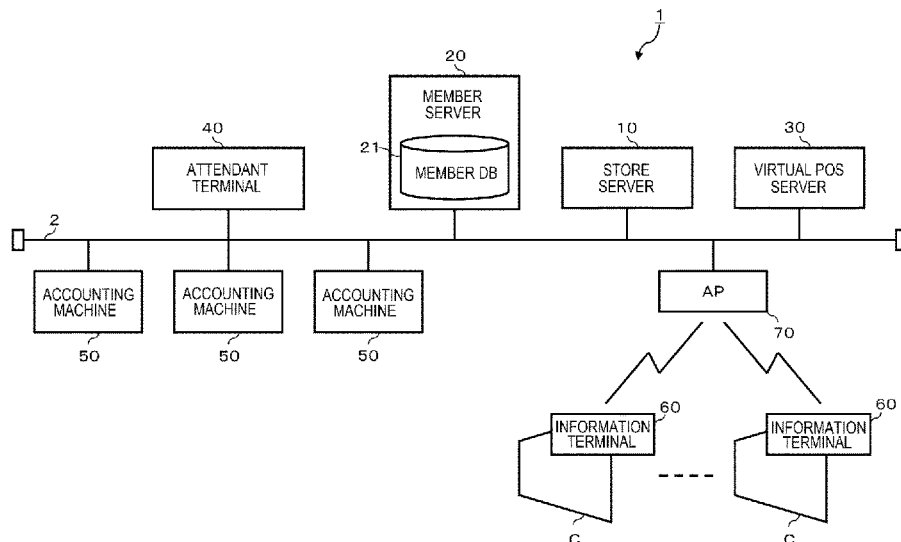 1
20
MEMBER
SERVER
21
MEMBER DB
40
ATTENDANT
TERMINAL
10
STORE
SERVER
30
VIRTUAL POS
SERVER
2
ACCOUNTING
MACHINE
50
ACCOUNTING
MACHINE
50
ACCOUNTING
MACHINE
50
AP
70
60
INFORMATION
TERMINAL
60
INFORMATION
TERMINAL
C
C